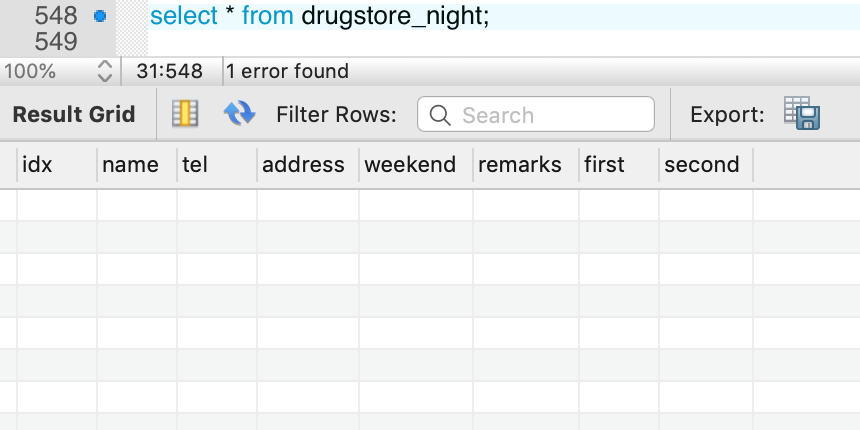 548 select * from drugstore_night;
549
100% 31:548 1 error found
Result Grid Filter Rows: Search Export:
idx name tel address weekend remarks first second